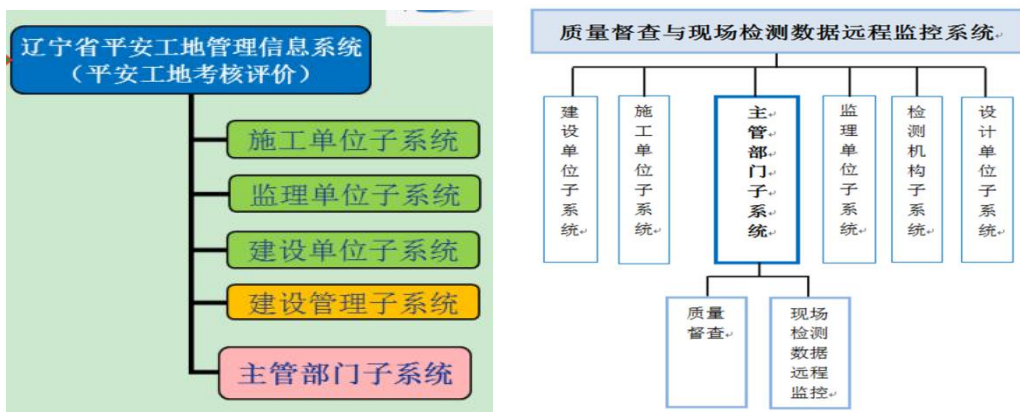 辽宁省平安工地管理信息系统
（平安工地考核评价）
施工单位子系统
监理单位子系统
建设单位子系统
建设管理子系统
主管部门子系统
质量督查与现场检测数据远程监控系统
建设单位子系统
施工单位子系统
主管部门子系统
监理单位子系统
检测机构子系统
设计单位子系统
质量
督查
现场
检测
数据
远程
监控